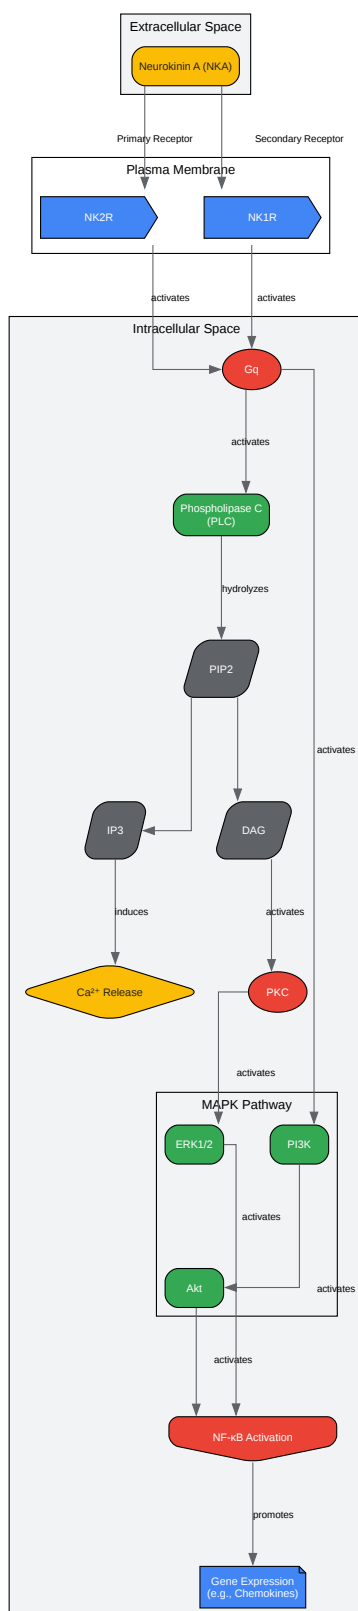 Extracellular Space
Neurokinin A (NKA)
Primary Receptor
Secondary Receptor
Plasma Membrane
NK2R
NK1R
activates
activates
Intracellular Space
Gq
activates
Phospholipase C
(PLC)
hydrolyzes
PIP2
activates
IP3
DAG
induces
activates
Ca²⁺ Release
PKC
activates
MAPK Pathway
ERK1/2
PI3K
activates
Akt
activates
activates
NF-κB Activation
promotes
Gene Expression
(e.g., Chemokines)